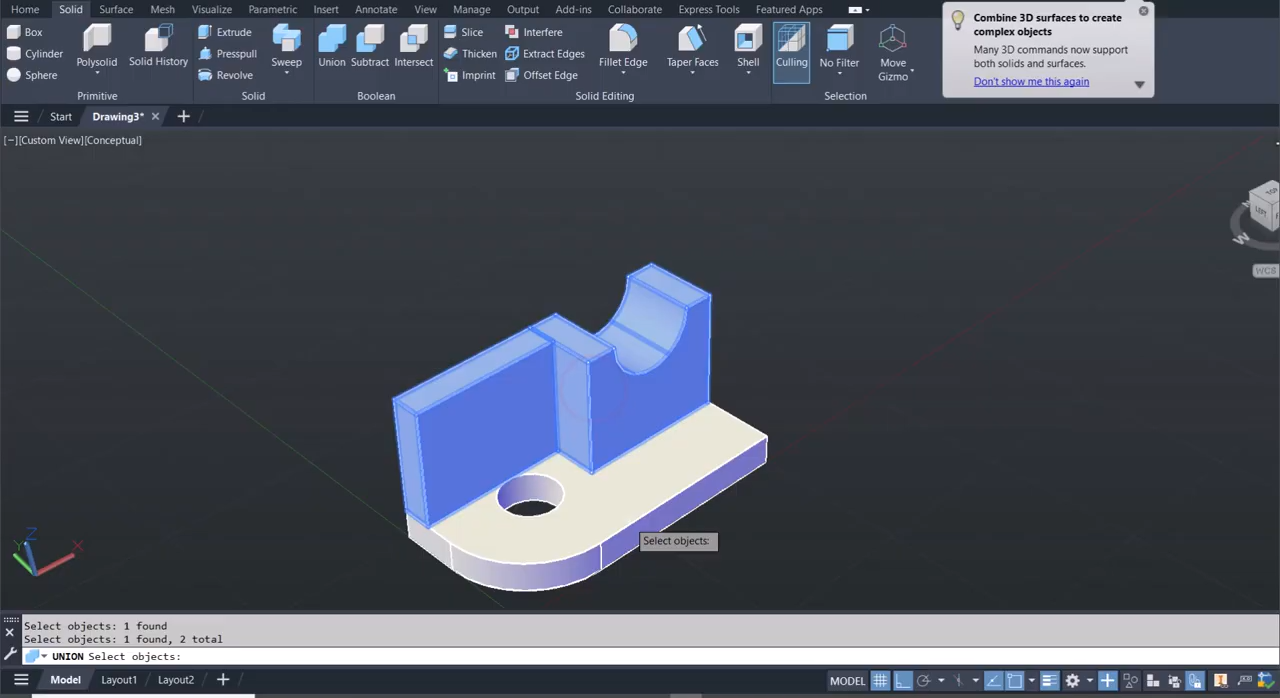 Home Solid Surface Mesh Visualize Parametric Insert Annotate View Manage Output Add-ins Collaborate Express Tools Featured Apps
Box
Cylinder
Sphere
Polysolid
Solid History
Primitive
Extrude
Presspull
Revolve
Sweep
Solid
Union
Subtract
Intersect
Boolean
Slice
Thicken
Imprint
Interfere
Extract Edges
Offset Edge
Fillet Edge
Taper Faces
Shell
Solid Editing
Culling
No Filter
Move
Gizmo
Selection
Combine 3D surfaces to create
complex objects
Many 3D commands now support
both solids and surfaces.
Don't show me this again
Start
Drawing3*
[−][Custom View][Conceptual]
TOP
LEFT
W
WCS
Select objects:
Z
Y
X
Select objects: 1 found
Select objects: 1 found, 2 total
UNION Select objects:
Model Layout1 Layout2
MODEL